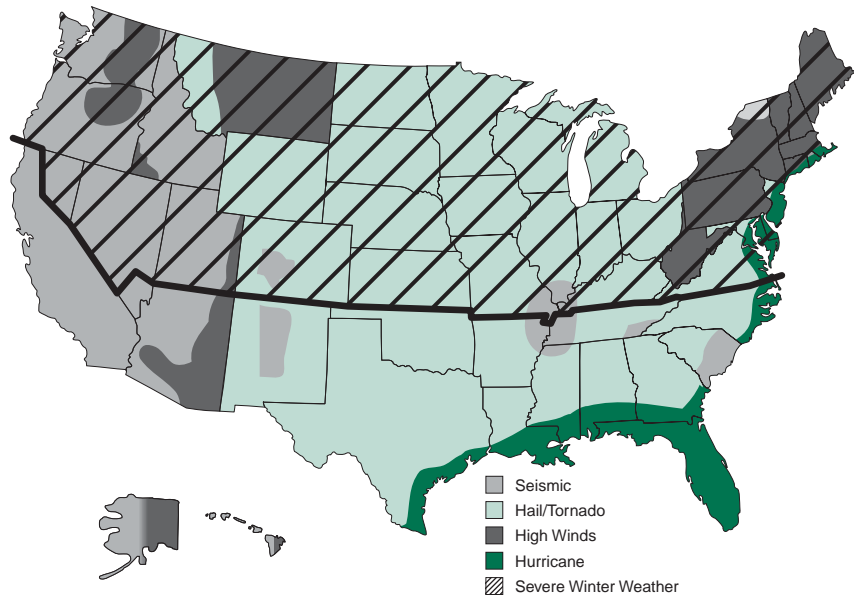 Seismic
Hail/Tornado
High Winds
Hurricane
Severe Winter Weather